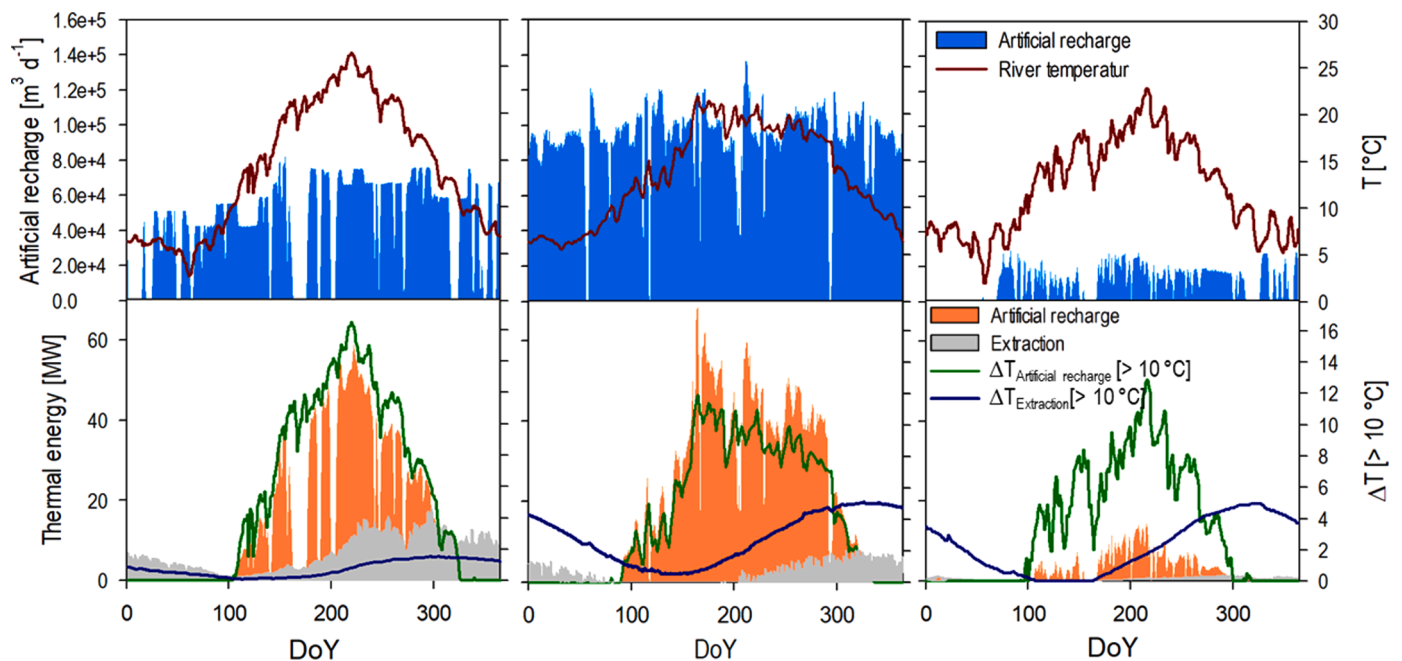 Artificial recharge [m³ d⁻¹]
1.6e+5
1.4e+5
1.2e+5
1.0e+5
8.0e+4
6.0e+4
4.0e+4
2.0e+4
0.0
Artificial recharge
River temperatur
30
25
20
15
10
5
0
T [°C]
Thermal energy [MW]
60
40
20
0
Artificial recharge
Extraction
ΔT Artificial recharge [> 10 °C]
ΔT Extraction[> 10 °C]
16
14
12
10
8
6
4
2
0
ΔT [> 10 °C]
0 100 200 300
0 100 200 300
0 100 200 300
DoY
DoY
DoY